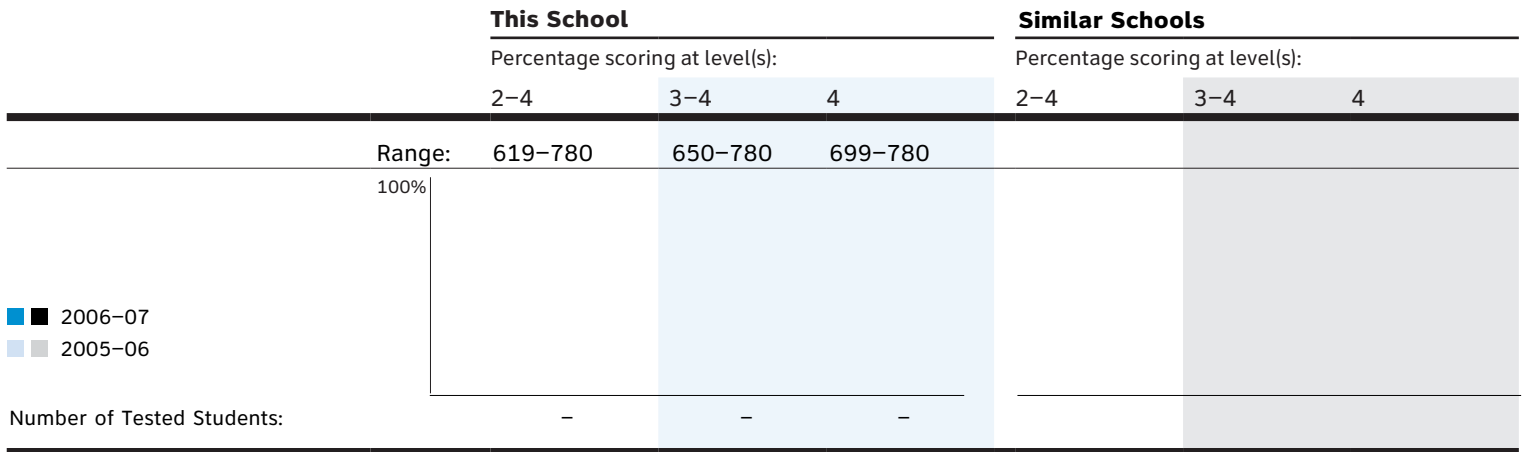 This School Similar Schools
Percentage scoring at level(s): Percentage scoring at level(s):
2–4 3–4 4 2–4 3–4 4
Range: 619–780 650–780 699–780
100%
2006–07
2005–06
Number of Tested Students: – – –